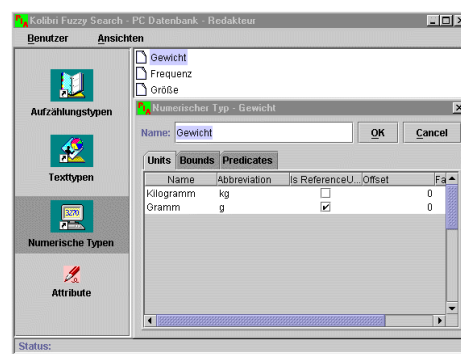 Kolibri Fuzzy Search - PC Datenbank - Redakteur
Benutzer Ansichten
Gewicht
Frequenz
Größe
Aufzählungstypen
Texttypen
3270
Numerische Typen
Attribute
Numerischer Typ - Gewicht
Name: Gewicht OK Cancel
Units Bounds Predicates
Name Abbreviation Is ReferenceU... Offset Fa
Kilogramm kg 0
Gramm g 0
Status: